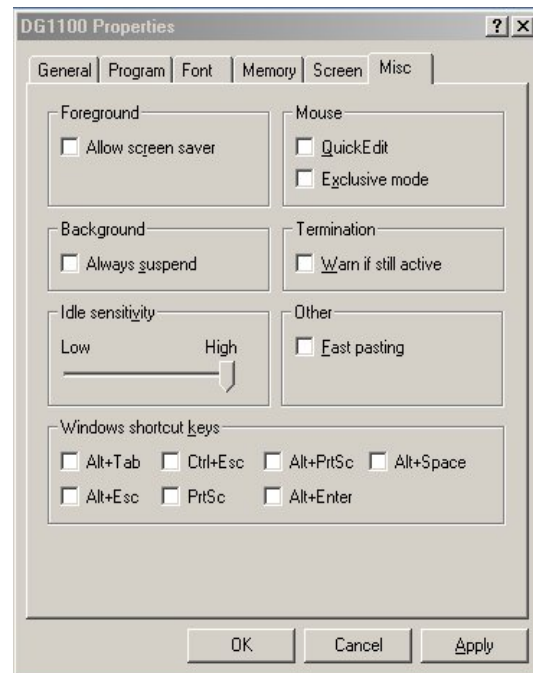 DG1100 Properties
? X
General Program Font Memory Screen Misc
Foreground
Allow screen saver
Mouse
QuickEdit
Exclusive mode
Background
Always suspend
Termination
Warn if still active
Idle sensitivity
Low High
Other
Fast pasting
Windows shortcut keys
Alt+Tab Ctrl+Esc Alt+PrtSc Alt+Space
Alt+Esc PrtSc Alt+Enter
OK Cancel Apply